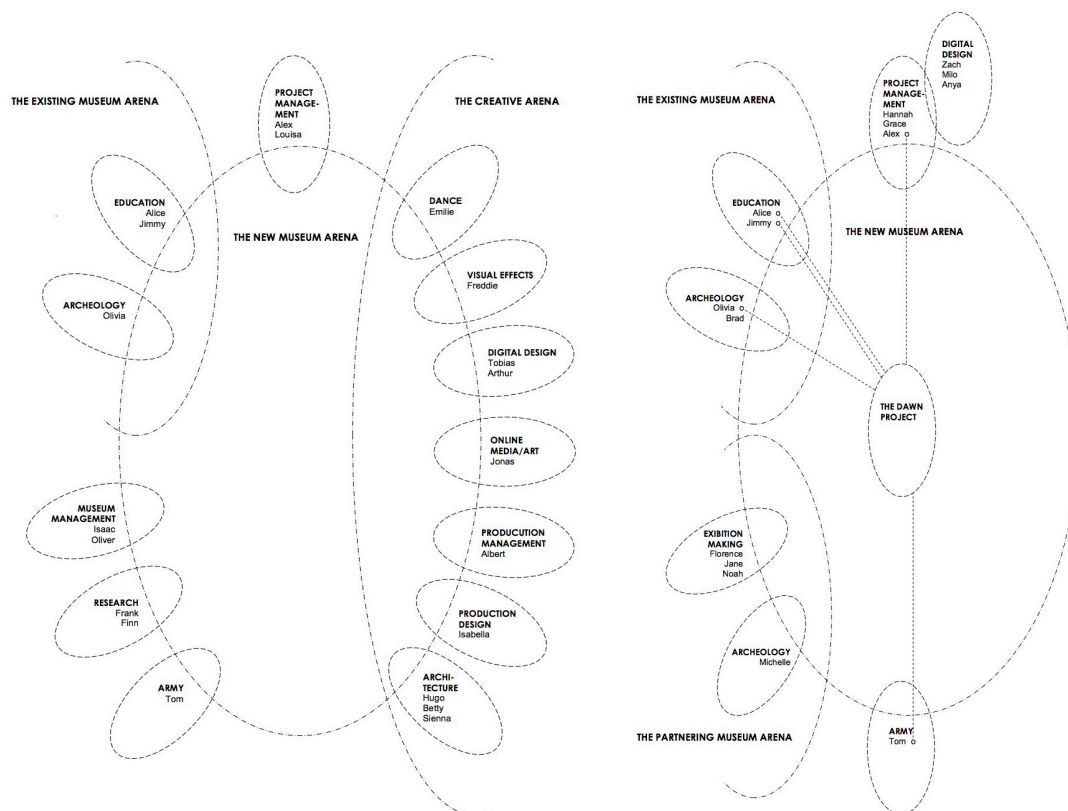 THE EXISTING MUSEUM ARENA
PROJECT
MANAGE-
MENT
Alex
Louisa
THE CREATIVE ARENA
EDUCATION
Alice
Jimmy
DANCE
Emilie
THE NEW MUSEUM ARENA
VISUAL EFFECTS
Freddie
ARCHEOLOGY
Olivia
DIGITAL DESIGN
Tobias
Arthur
ONLINE
MEDIA/ART
Jonas
MUSEUM
MANAGEMENT
Isaac
Oliver
PRODUCUTION
MANAGEMENT
Albert
RESEARCH
Frank
Finn
PRODUCTION
DESIGN
Isabella
ARMY
Tom
ARCHI-
TECTURE
Hugo
Betty
Sienna
DIGITAL
DESIGN
Zach
Milo
Anya
THE EXISTING MUSEUM ARENA
PROJECT
MANAGE-
MENT
Hannah
Grace
Alex o
EDUCATION
Alice o
Jimmy o
THE NEW MUSEUM ARENA
ARCHEOLOGY
Olivia o
Brad
THE DAWN
PROJECT
EXIBITION
MAKING
Florence
Jane
Noah
ARCHEOLOGY
Michelle
THE PARTNERING MUSEUM ARENA
ARMY
Tom o